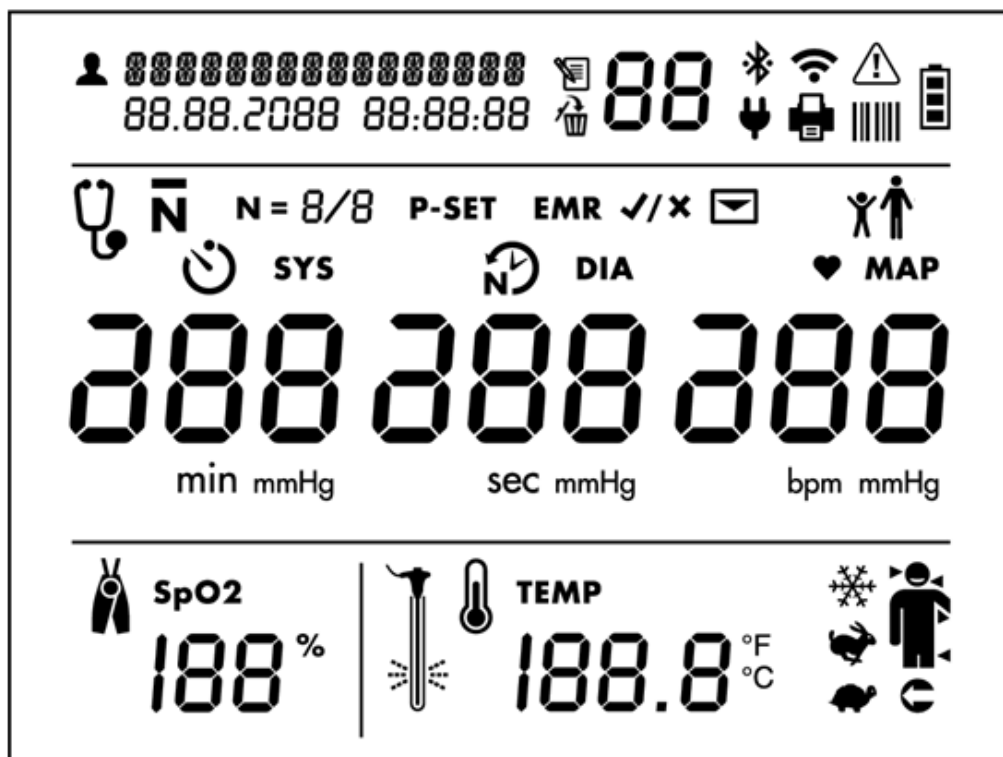 88888888888888888 88
88.88.2088 88:88:88
N N = 8/8 P-SET EMR ✓/×
SYS N DIA MAP
288 288 288
min mmHg sec mmHg bpm mmHg
SpO2 TEMP
188 % 188.8 °F
°C